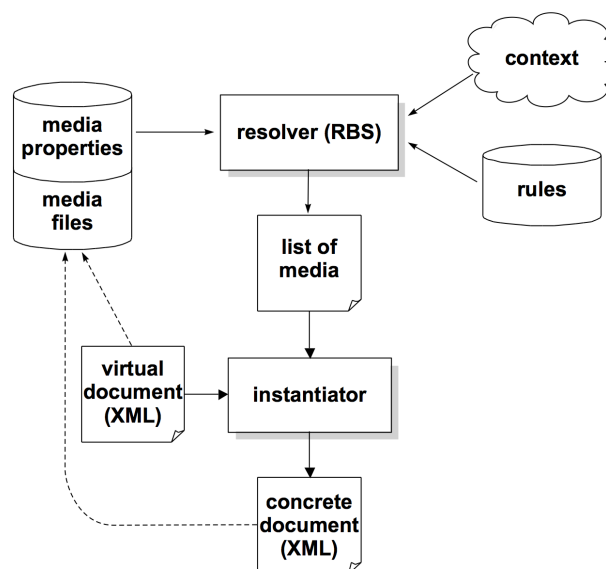 context
media
properties
resolver (RBS)
rules
media
files
list of
media
virtual
document
(XML)
instantiator
concrete
document
(XML)